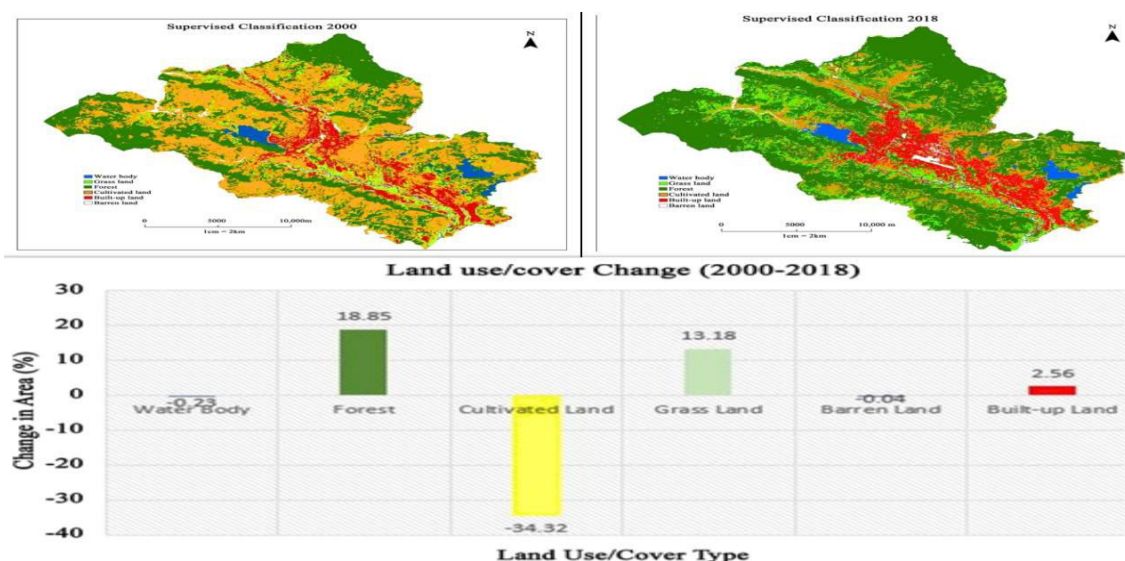 Supervised Classification 2000
N
Water body
Grass land
Forest
Cultivated land
Built-up land
Barren land
0 5000 10,000m
1cm = 2km
Supervised Classification 2018
N
Water body
Grass land
Forest
Cultivated land
Built-up land
Barren land
0 5000 10,000 m
1cm = 2km
Land use/cover Change (2000-2018)
Change in Area (%)
30
20
10
0
-10
-20
-30
-40
-0.23
18.85
-34.32
13.18
-0.04
2.56
Water Body
Forest
Cultivated Land
Grass Land
Barren Land
Built-up Land
Land Use/Cover Type